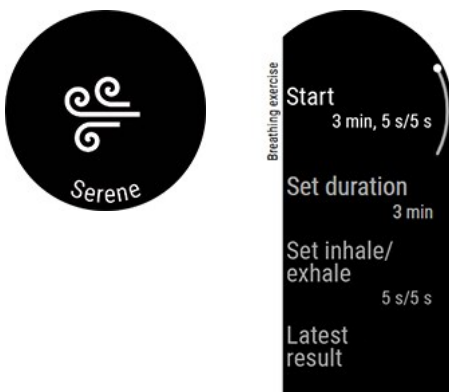 Serene
Breathing exercise
Start
3 min, 5 s/5 s
Set duration
3 min
Set inhale/
exhale
5 s/5 s
Latest
result